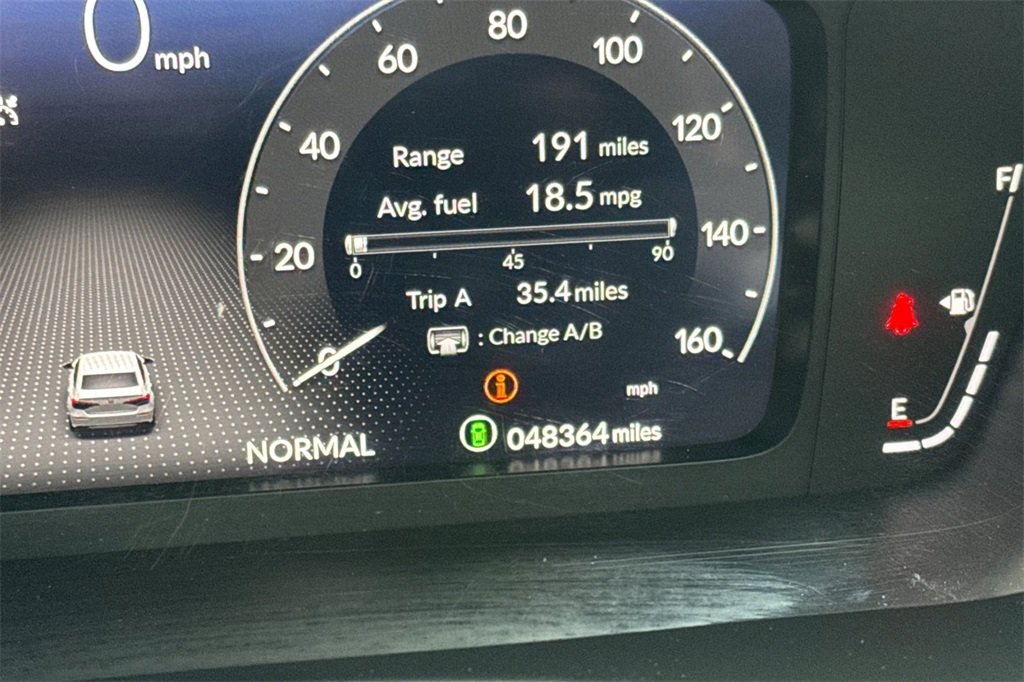 0 mph
80
60
100
40
120
Range 191 miles
Avg. fuel 18.5 mpg
20
140
0 45 90
Trip A 35.4 miles
: Change A/B
160
0
i
mph
NORMAL
048364 miles
F
E